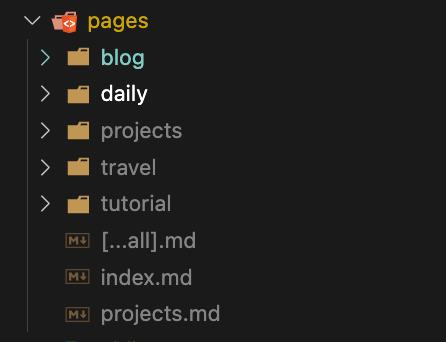 pages
blog
daily
projects
travel
tutorial
[...all].md
index.md
projects.md